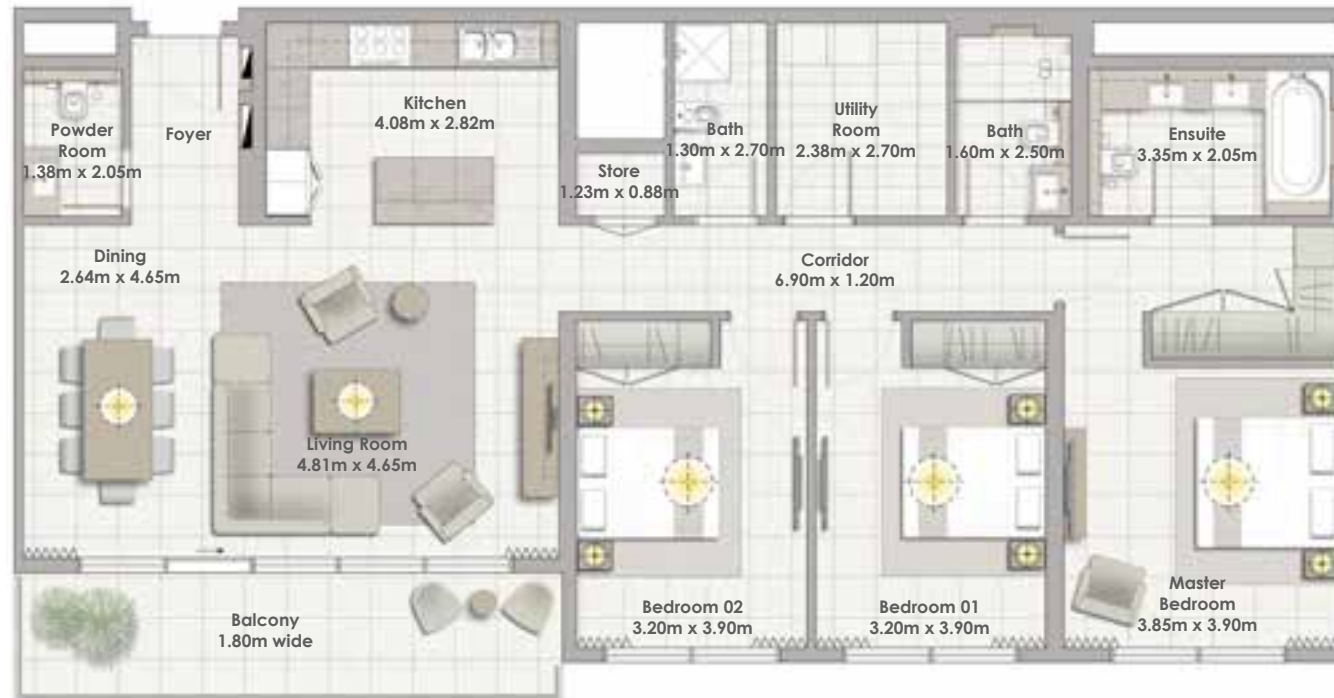 Kitchen
4.08m x 2.82m
Powder
Room
1.38m x 2.05m
Foyer
Bath
1.30m x 2.70m
Utility
Room
2.38m x 2.70m
Bath
1.60m x 2.50m
Ensuite
3.35m x 2.05m
Store
1.23m x 0.88m
Dining
2.64m x 4.65m
Corridor
6.90m x 1.20m
Living Room
4.81m x 4.65m
Balcony
1.80m wide
Bedroom 02
3.20m x 3.90m
Bedroom 01
3.20m x 3.90m
Master
Bedroom
3.85m x 3.90m